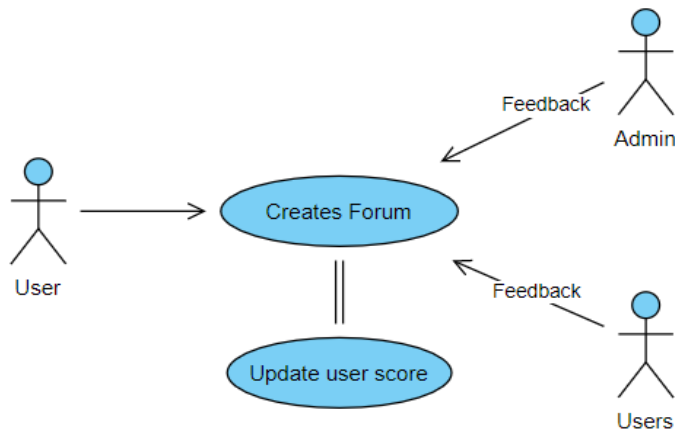 Feedback
Admin
Creates Forum
User
Feedback
Update user score
Users